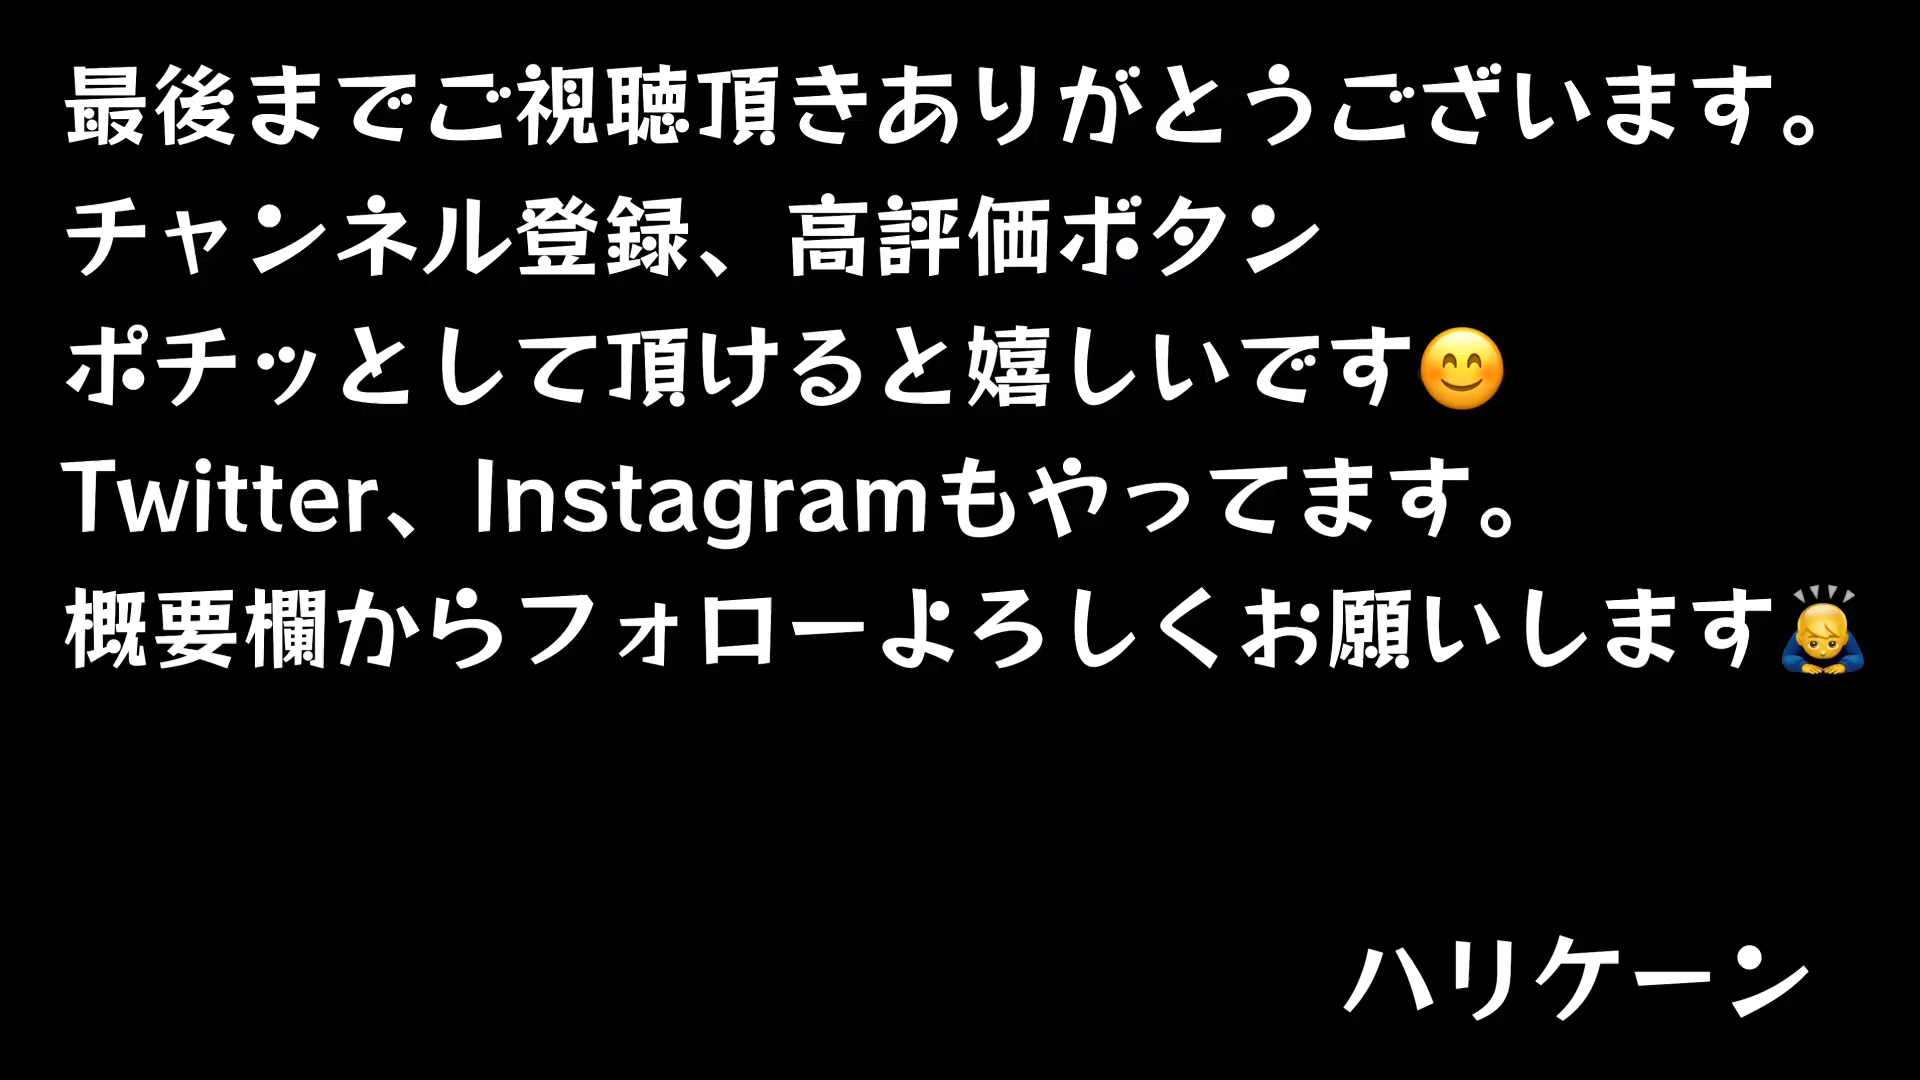 最後までご視聴頂きありがとうございます。
チャンネル登録、高評価ボタン
ポチッとして頂けると嬉しいです😊
Twitter、Instagramもやってます。
概要欄からフォローよろしくお願いします🙇
ハリケーン